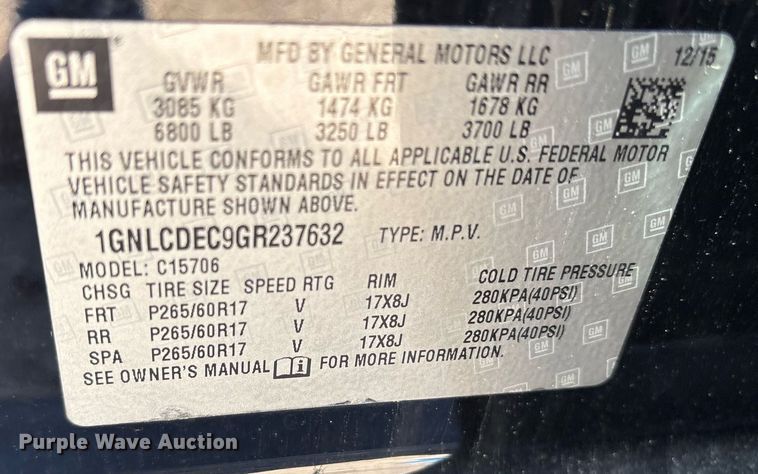 GM
MFD BY GENERAL MOTORS LLC 12/15
GVWR GAWR FRT GAWR RR
3085 KG 1474 KG 1678 KG
6800 LB 3250 LB 3700 LB
THIS VEHICLE CONFORMS TO ALL APPLICABLE U.S. FEDERAL MOTOR
VEHICLE SAFETY STANDARDS IN EFFECT ON THE DATE OF
MANUFACTURE SHOWN ABOVE.
1GNLCDEC9GR237632 TYPE: M.P.V.
MODEL: C15706
CHSG TIRE SIZE SPEED RTG RIM COLD TIRE PRESSURE
FRT P265/60R17 V 17X8J 280KPA(40PSI)
RR P265/60R17 V 17X8J 280KPA(40PSI)
SPA P265/60R17 V 17X8J 280KPA(40PSI)
SEE OWNER'S MANUAL i FOR MORE INFORMATION.
Purple Wave Auction